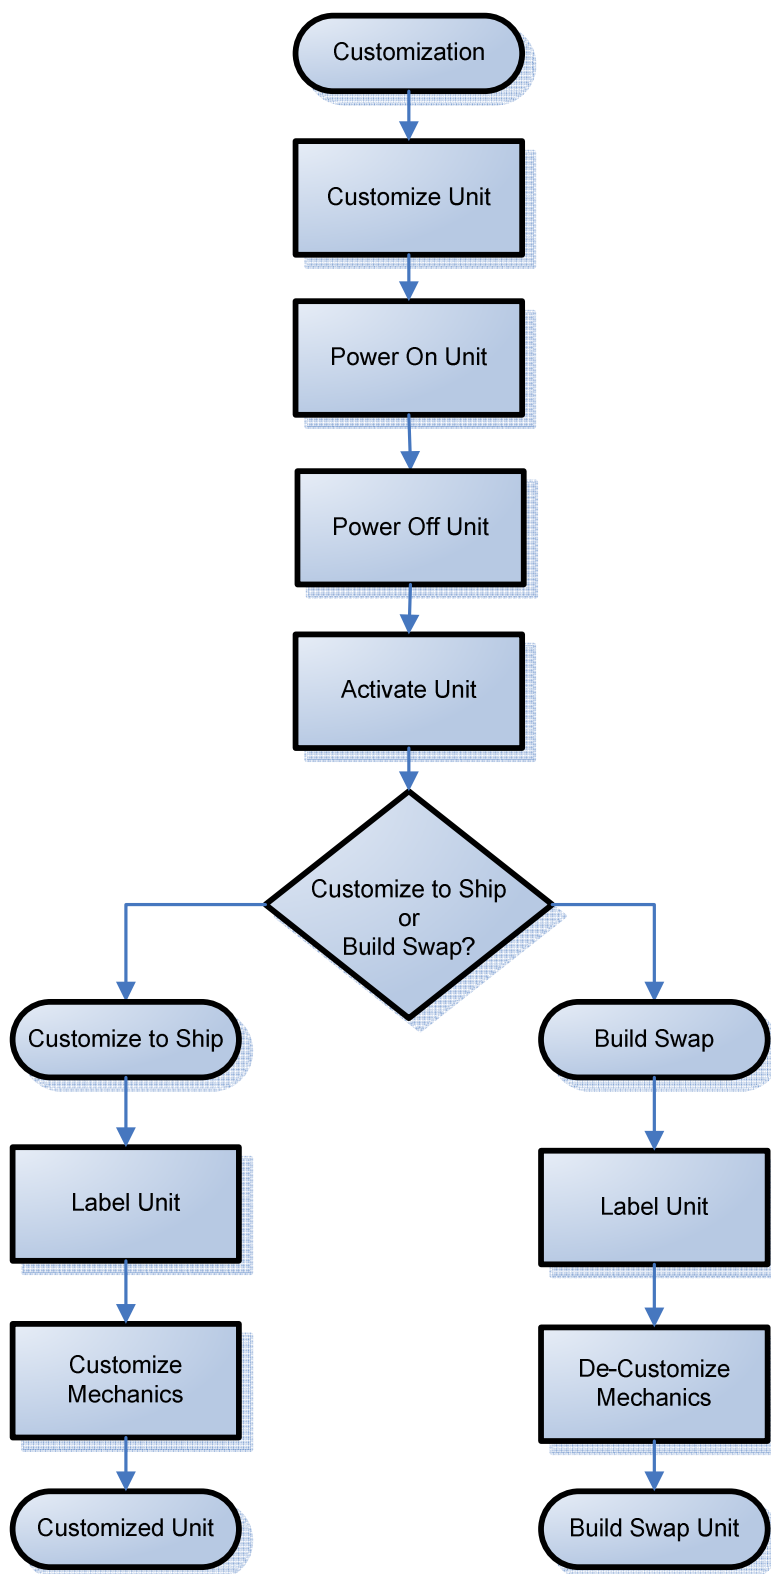 Customization
Customize Unit
Power On Unit
Power Off Unit
Activate Unit
Customize to Ship
or
Build Swap?
Customize to Ship
Build Swap
Label Unit
Label Unit
Customize
Mechanics
De-Customize
Mechanics
Customized Unit
Build Swap Unit